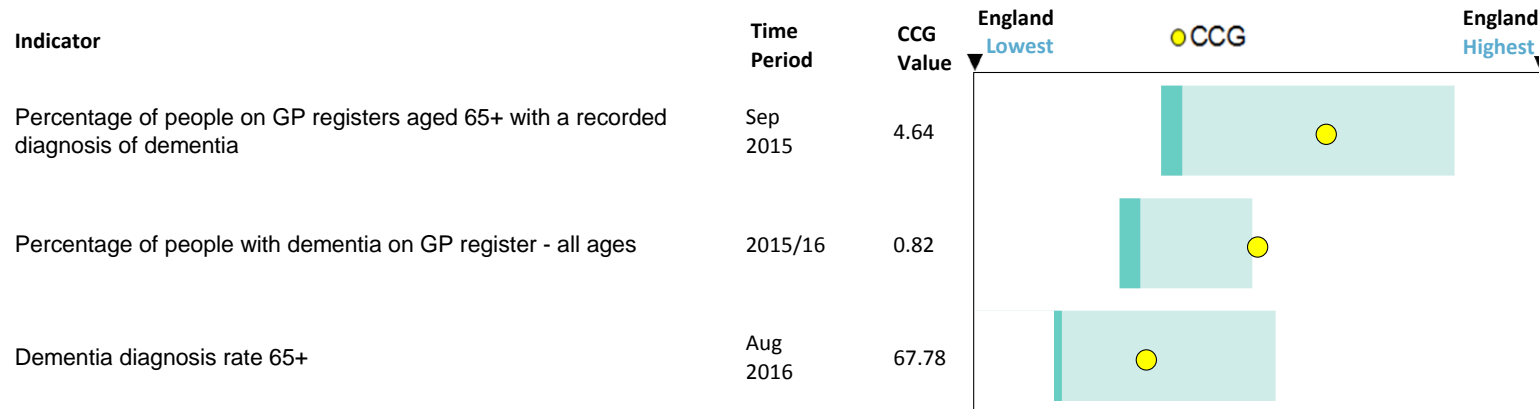 Indicator
Time
Period
CCG
Value
England
Lowest
CCG
England
Highest
Percentage of people on GP registers aged 65+ with a recorded
diagnosis of dementia
Sep
2015
4.64
Percentage of people with dementia on GP register - all ages
2015/16
0.82
Dementia diagnosis rate 65+
Aug
2016
67.78